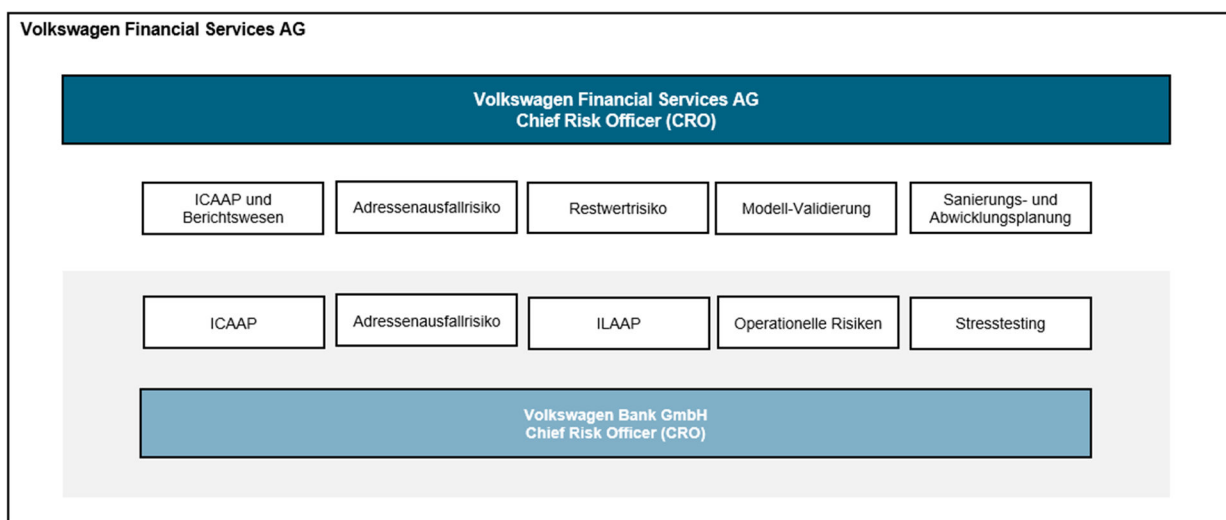 Volkswagen Financial Services AG
Volkswagen Financial Services AG
Chief Risk Officer (CRO)
ICAAP und
Berichtswesen
Adressenausfallrisiko
Restwertrisiko
Modell-Validierung
Sanierungs- und
Abwicklungsplanung
ICAAP
Adressenausfallrisiko
ILAAP
Operationelle Risiken
Stresstesting
Volkswagen Bank GmbH
Chief Risk Officer (CRO)